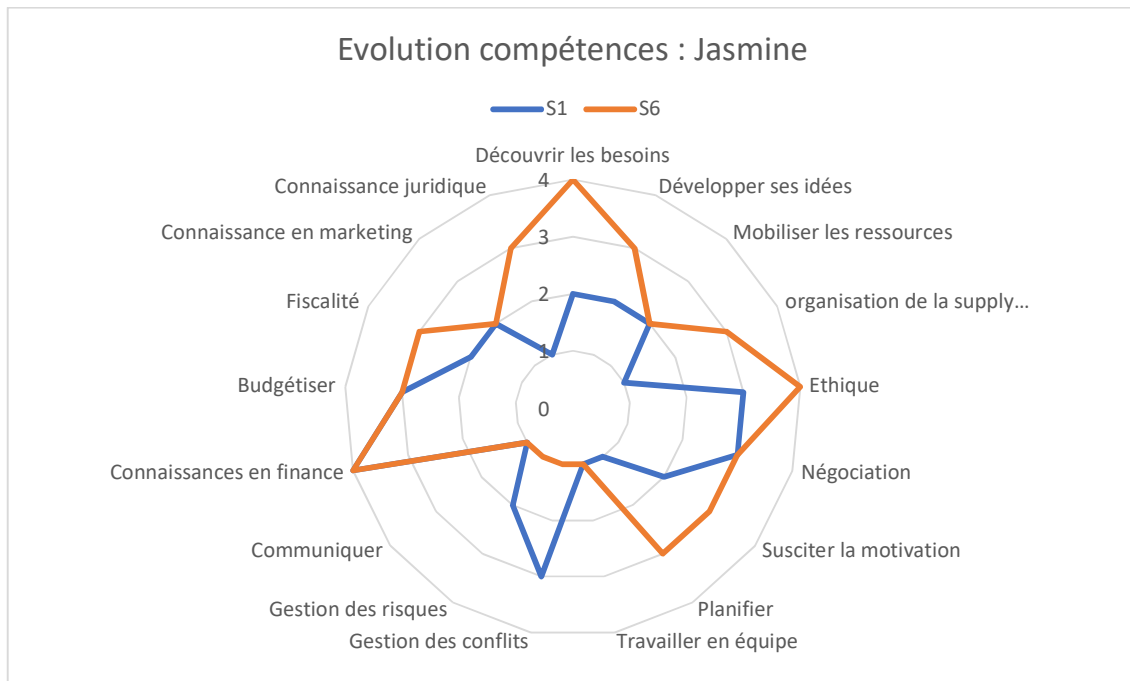 Evolution compétences : Jasmine
S1 S6
Découvrir les besoins
Développer ses idées
Mobiliser les ressources
organisation de la supply...
Ethique
Négociation
Susciter la motivation
Planifier
Travailler en équipe
Gestion des conflits
Gestion des risques
Communiquer
Connaissances en finance
Budgétiser
Fiscalité
Connaissance en marketing
Connaissance juridique
4
3
2
1
0